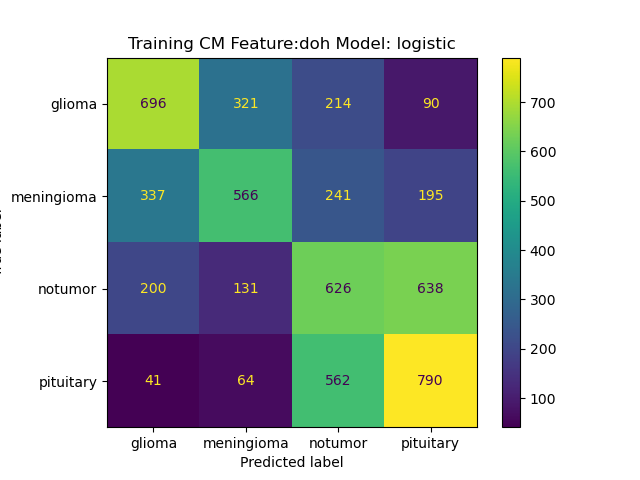 Training CM Feature:doh Model: logistic
glioma 696 321 214 90
meningioma 337 566 241 195
notumor 200 131 626 638
pituitary 41 64 562 790
glioma meningioma notumor pituitary
Predicted label
700
600
500
400
300
200
100